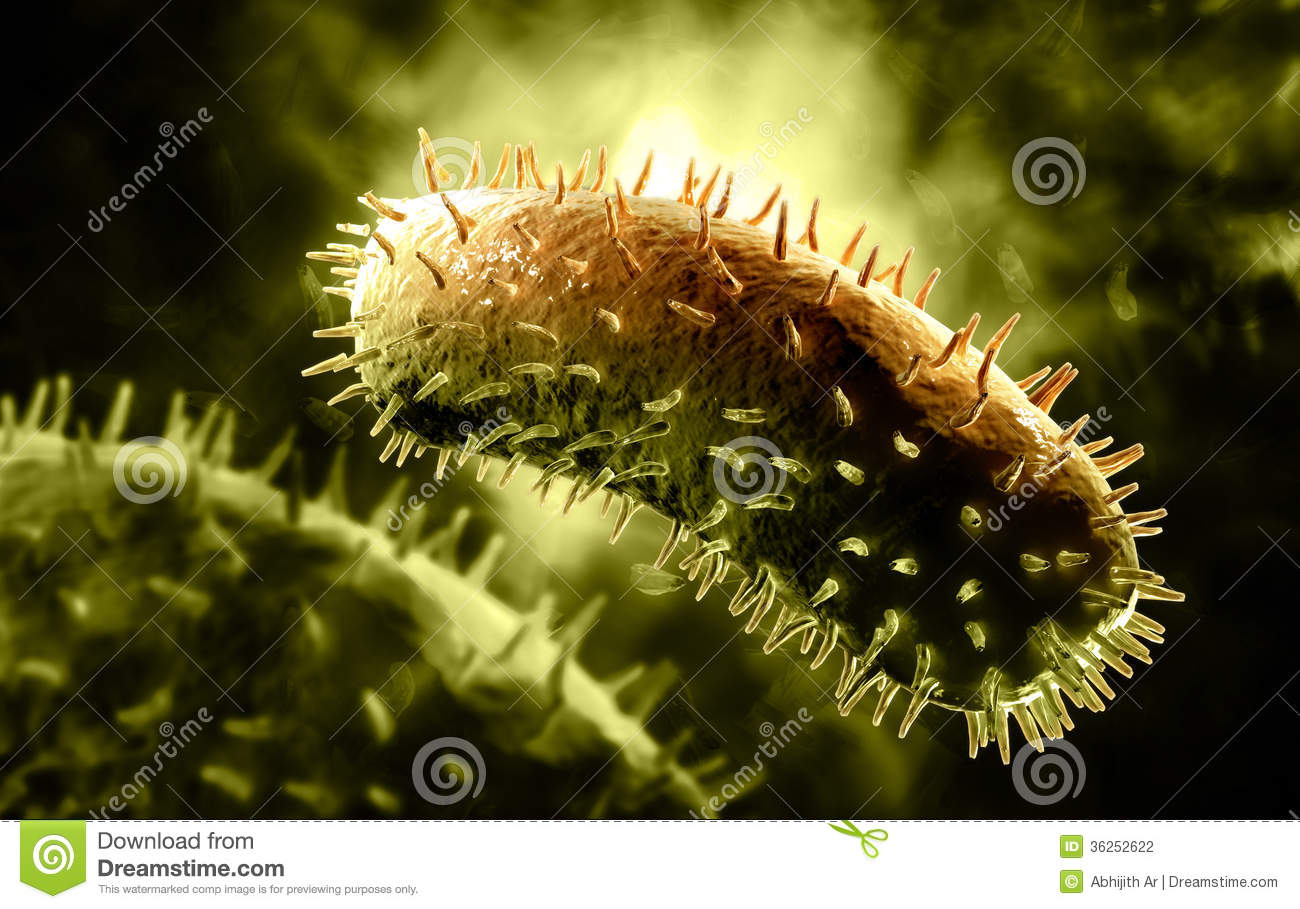 dreamstime
dreamstime
dreamstime
dreamstime
dreamstime
dreamstime
dreamstime
Download from
Dreamstime.com
This watermarked comp image is for previewing purposes only.
ID 36252622
© Abhijith Ar | Dreamstime.com